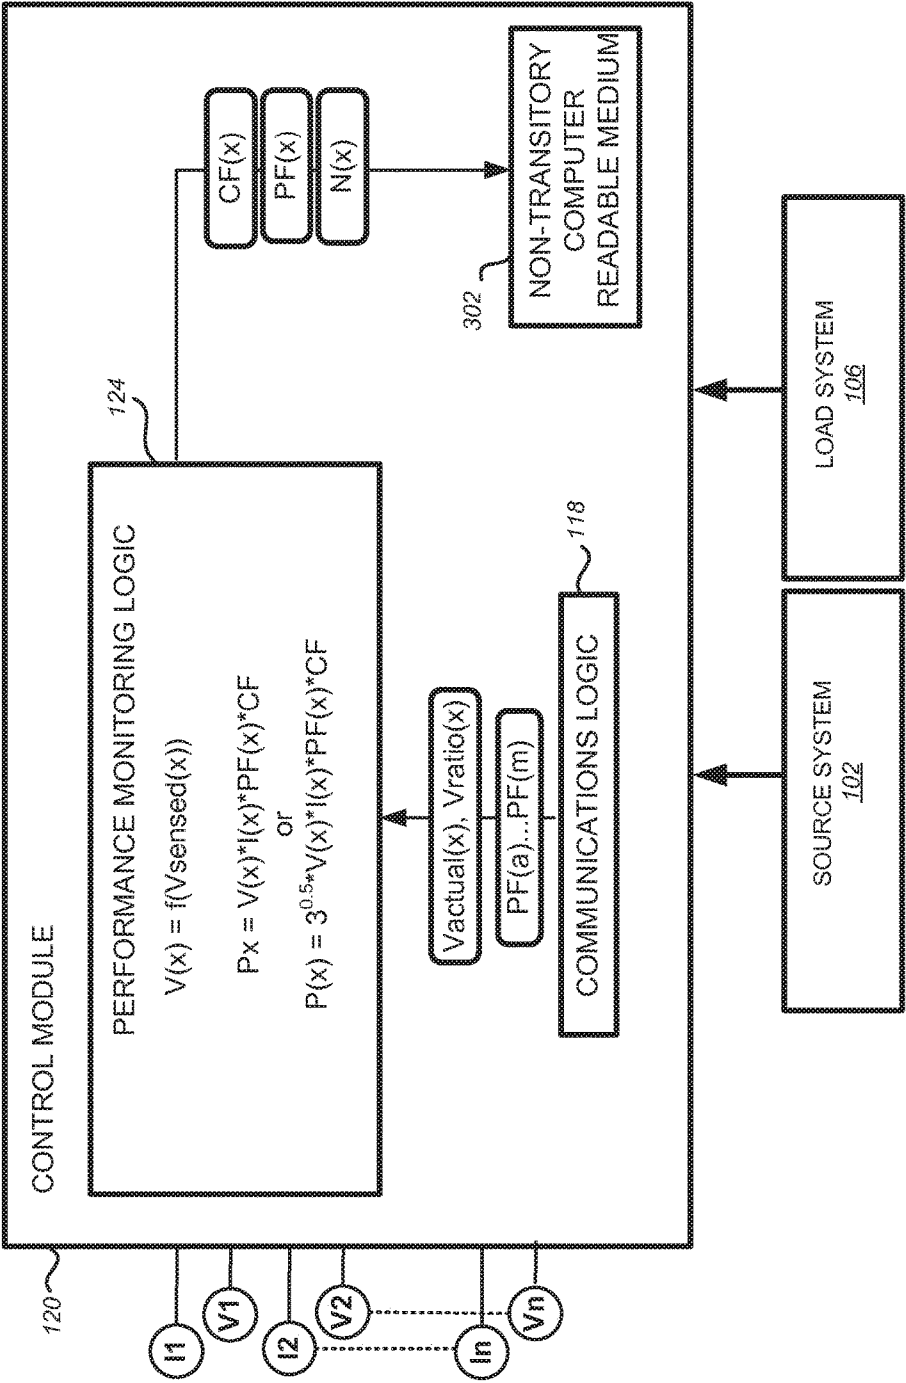 CONTROL MODULE
120
PERFORMANCE MONITORING LOGIC
124
V(x) = f(Vsensed(x))
Px = V(x)*I(x)*PF(x)*CF
or
P(x) = 3^0.5*V(x)*I(x)*PF(x)*CF
CF(x)
PF(x)
N(x)
I1
V1
I2
V2
In
Vn
Vactual(x), Vratio(x)
PF(a)...PF(m)
COMMUNICATIONS LOGIC
118
302
NON-TRANSITORY
COMPUTER
READABLE MEDIUM
SOURCE SYSTEM
102
LOAD SYSTEM
106